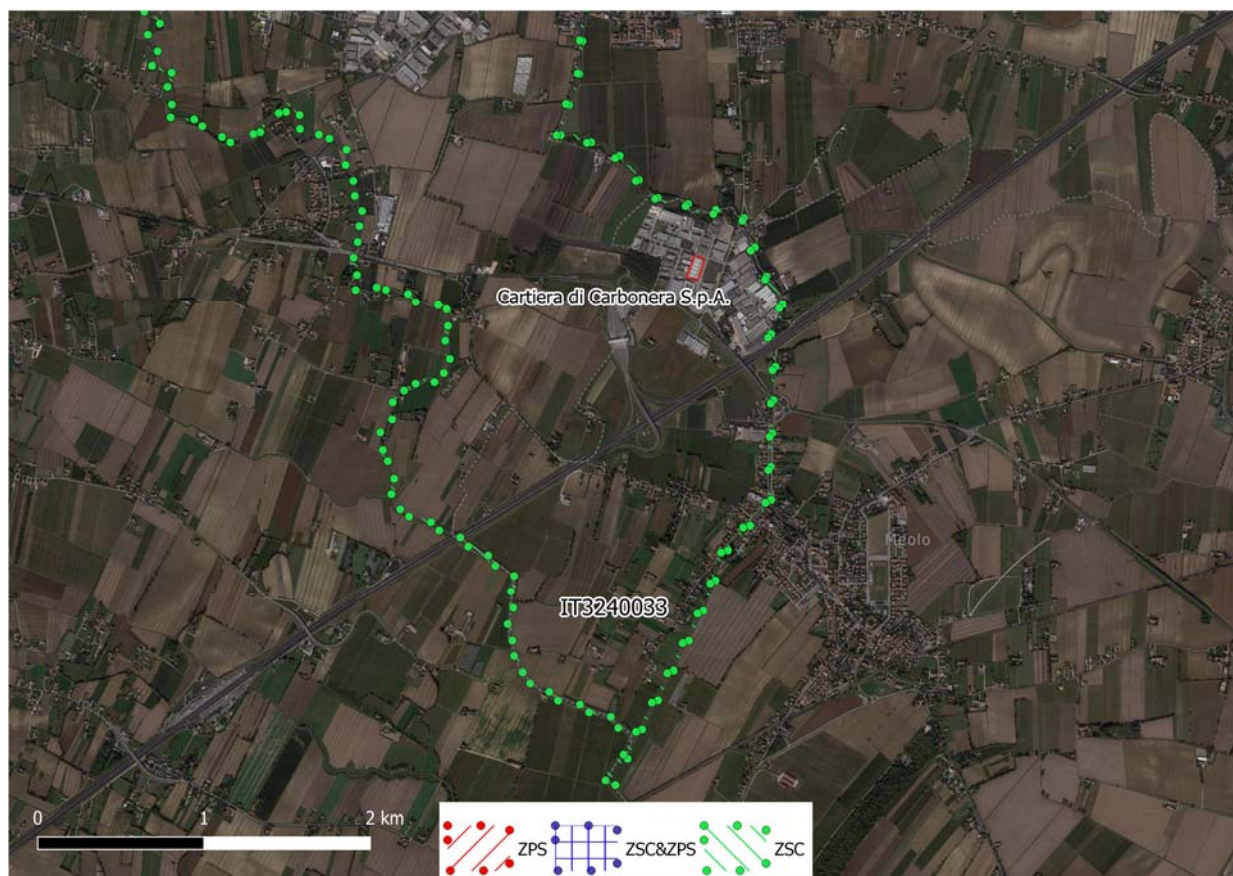 Cartiera di Carbonera S.p.A.
Meolo
IT3240033
0 1 2 km
ZPS ZSC&ZPS ZSC